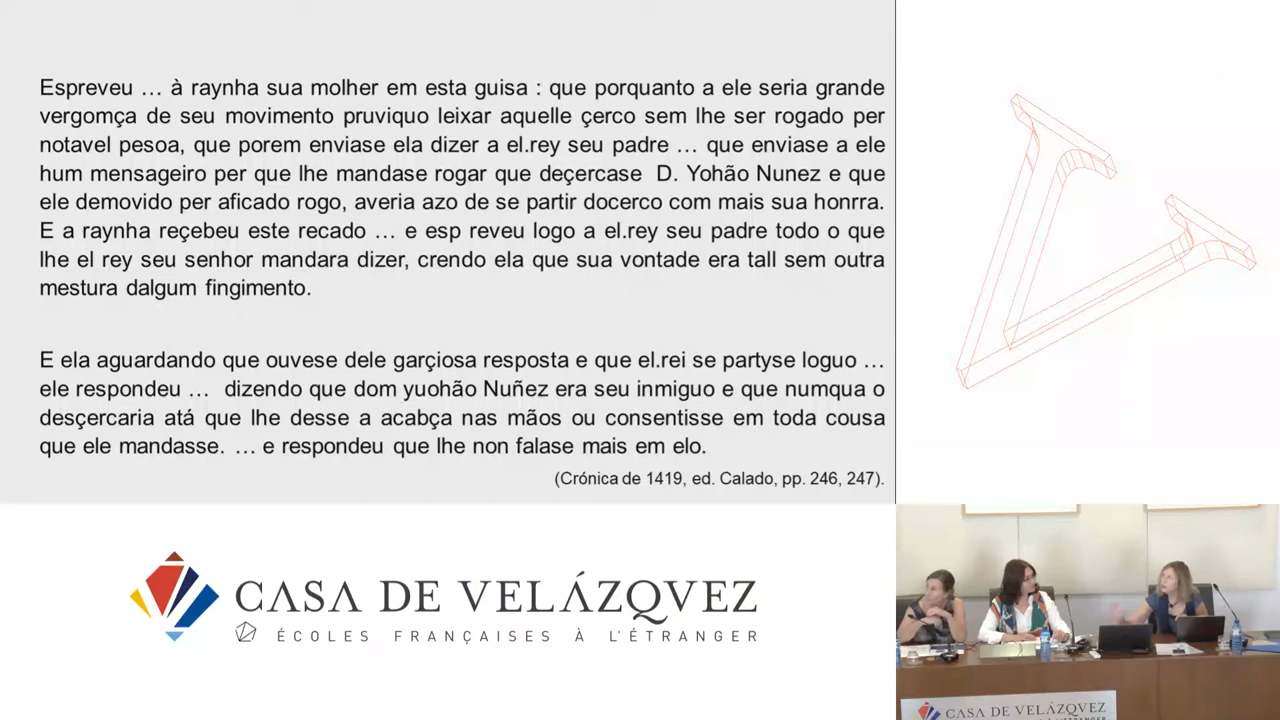 Espreveu … à raynha sua molher em esta guisa : que porquanto a ele seria grande
vergomça de seu movimento pruviquo leixar aquelle çerco sem lhe ser rogado per
notavel pesoa, que porem enviase ela dizer a el.rey seu padre … que enviase a ele
hum mensageiro per que lhe mandase rogar que deçercase D. Yohão Nunez e que
ele demovido per aficado rogo, averia azo de se partir docerco com mais sua honrra.
E a raynha reçebeu este recado … e esp reveu logo a el.rey seu padre todo o que
lhe el rey seu senhor mandara dizer, crendo ela que sua vontade era tall sem outra
mestura dalgum fingimento.
E ela aguardando que ouvese dele garçiosa resposta e que el.rei se partyse loguo …
ele respondeu … dizendo que dom yuohão Nuñez era seu inmiguo e que numqua o
desçercaria atá que lhe desse a acabça nas mãos ou consentisse em toda cousa
que ele mandasse. … e respondeu que lhe non falase mais em elo.
(Crónica de 1419, ed. Calado, pp. 246, 247).
CASA DE VELÁZQVEZ
ÉCOLES FRANÇAISES À L'ÉTRANGER
CASA DE VELÁZQVEZ